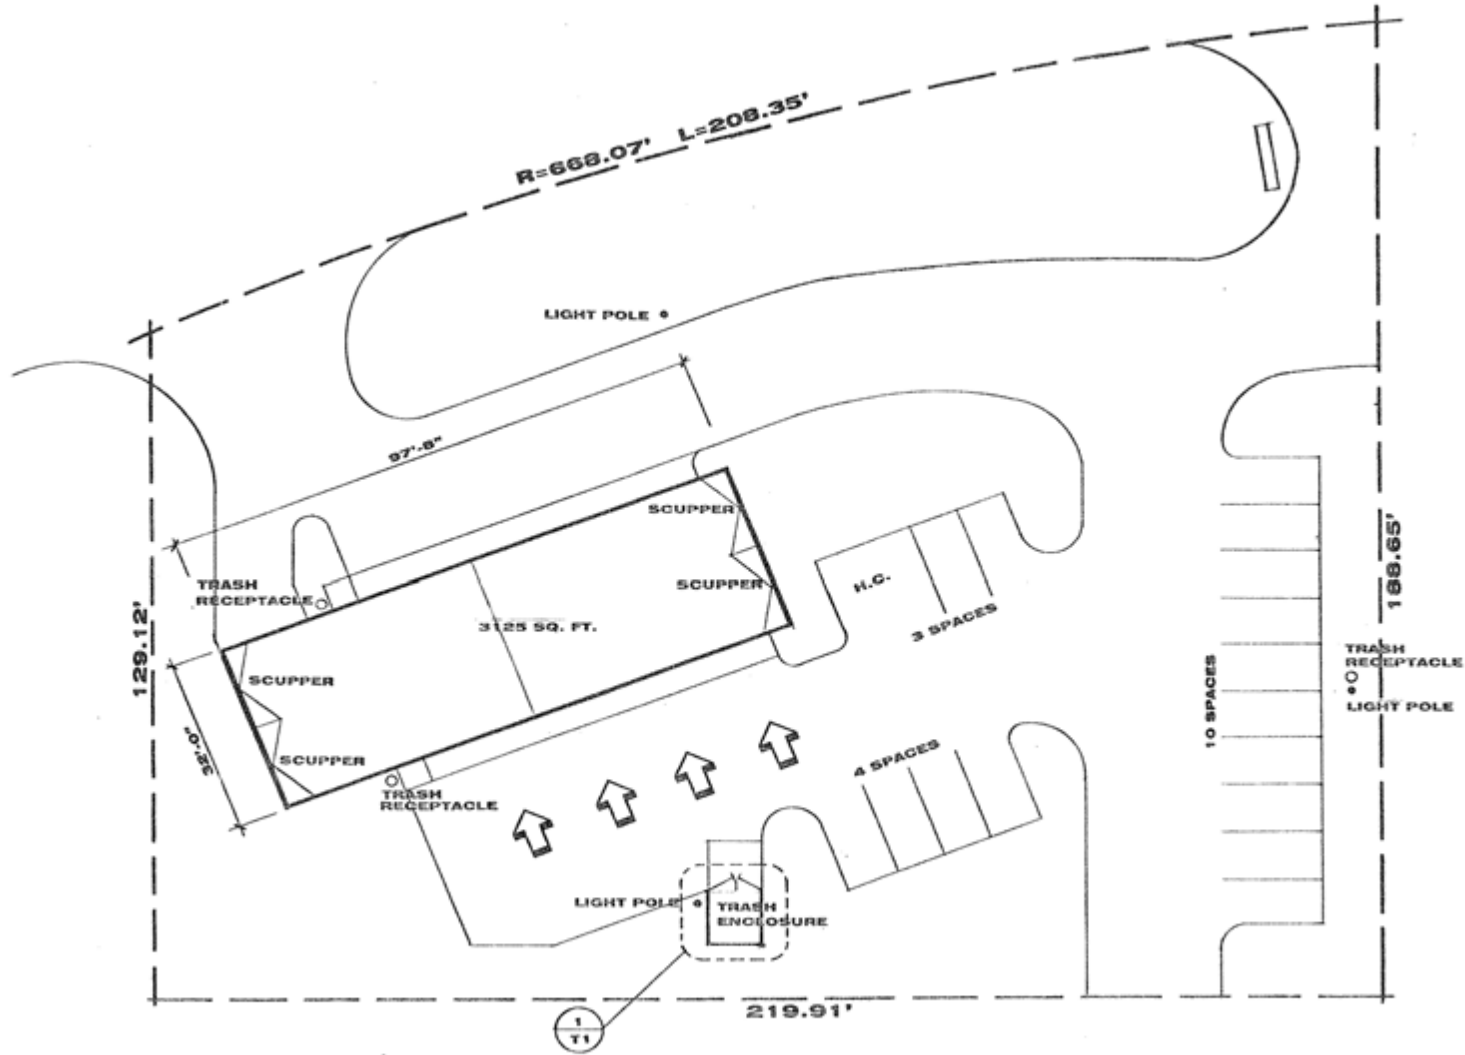 R=668.07' L=208.35'
LIGHT POLE
97'-8"
SCUPPER
SCUPPER
H.C.
3 SPACES
TRASH
RECEPTACLE
3125 SQ. FT.
129.12'
188.65'
SCUPPER
SCUPPER
32'-0"
TRASH
RECEPTACLE
4 SPACES
10 SPACES
TRASH
RECEPTACLE
LIGHT POLE
LIGHT POLE
TRASH
ENCLOSURE
219.91'
1
T1